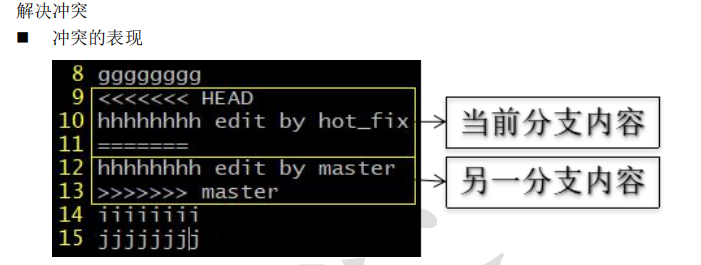 解决冲突
■ 冲突的表现
8 gggggggg
9 <<<<<<< HEAD
10 hhhhhhhh edit by hot_fix
当前分支内容
11 =======
12 hhhhhhhh edit by master
另一分支内容
13 >>>>>>> master
14 iiiiiiii
15 jjjjjjjj